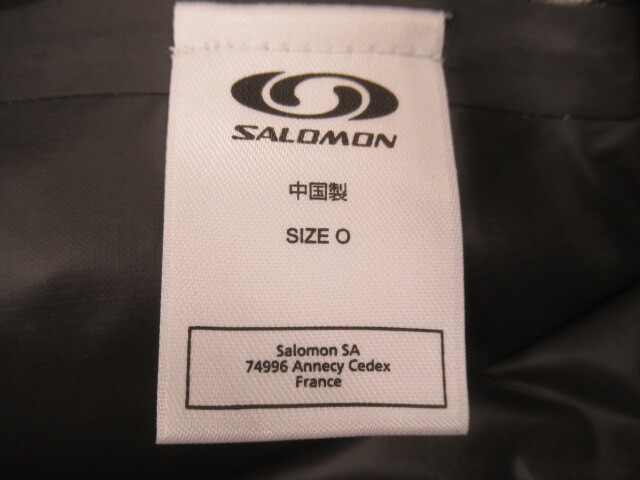 SALOMON
中国製
SIZE O
Salomon SA
74996 Annecy Cedex
France